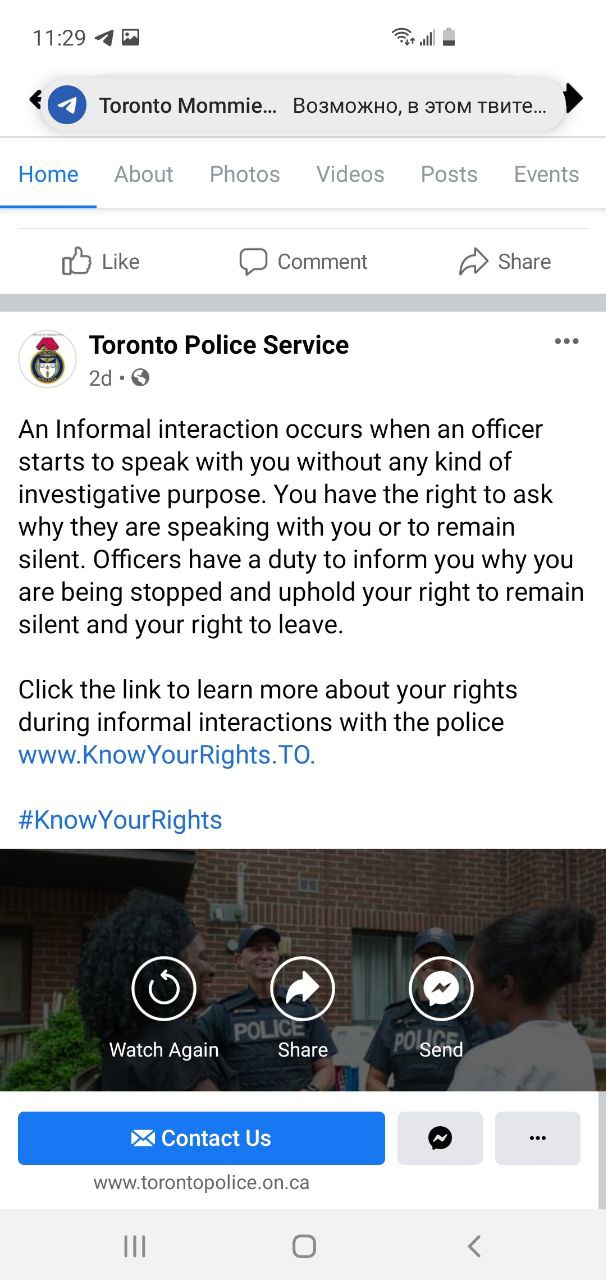 11:29
Toronto Mommie... Возможно, в этом твите...
Home About Photos Videos Posts Events
Like Comment Share
Toronto Police Service
2d
An Informal interaction occurs when an officer
starts to speak with you without any kind of
investigative purpose. You have the right to ask
why they are speaking with you or to remain
silent. Officers have a duty to inform you why you
are being stopped and uphold your right to remain
silent and your right to leave.
Click the link to learn more about your rights
during informal interactions with the police
www.KnowYourRights.TO.
#KnowYourRights
POLICE POLICE
Watch Again Share Send
Contact Us
www.torontopolice.on.ca